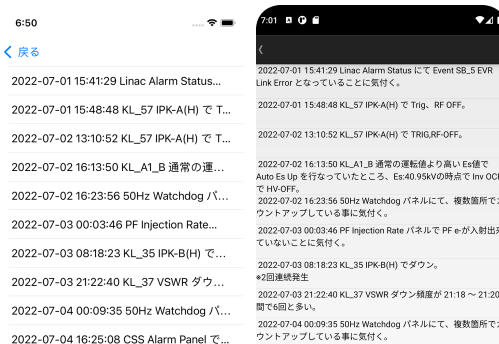 6:50
戻る
2022-07-01 15:41:29 Linac Alarm Status...
2022-07-01 15:48:48 KL_57 IPK-A(H) で T...
2022-07-02 13:10:52 KL_57 IPK-A(H) で T...
2022-07-02 16:13:50 KL_A1_B 通常の運...
2022-07-02 16:23:56 50Hz Watchdog パ...
2022-07-03 00:03:46 PF Injection Rate...
2022-07-03 08:18:23 KL_35 IPK-B(H) で...
2022-07-03 21:22:40 KL_37 VSWR ダウ...
2022-07-04 00:09:35 50Hz Watchdog パ...
2022-07-04 16:25:08 CSS Alarm Panel で...
7:01
2022-07-01 15:41:29 Linac Alarm Status にて Event SB_5 EVR
Link Error となっていることに気付く。
2022-07-01 15:48:48 KL_57 IPK-A(H) で Trig、RF OFF。
2022-07-02 13:10:52 KL_57 IPK-A(H) で TRIG,RF-OFF。
2022-07-02 16:13:50 KL_A1_B 通常の運転値より高い Es値で
Auto Es Up を行なっていたところ、Es:40.95kVの時点で Inv OC
で HV-OFF。
2022-07-02 16:23:56 50Hz Watchdog パネルにて、複数箇所で
ウントアップしている事に気付く。
2022-07-03 00:03:46 PF Injection Rate パネルで PF e-が入射出
ていないことに気付く。
2022-07-03 08:18:23 KL_35 IPK-B(H) でダウン。
※2回連続発生
2022-07-03 21:22:40 KL_37 VSWR ダウン頻度が 21:18 ～ 21:20
間で6回と多い。
2022-07-04 00:09:35 50Hz Watchdog パネルにて、複数箇所で
ウントアップしている事に気付く。